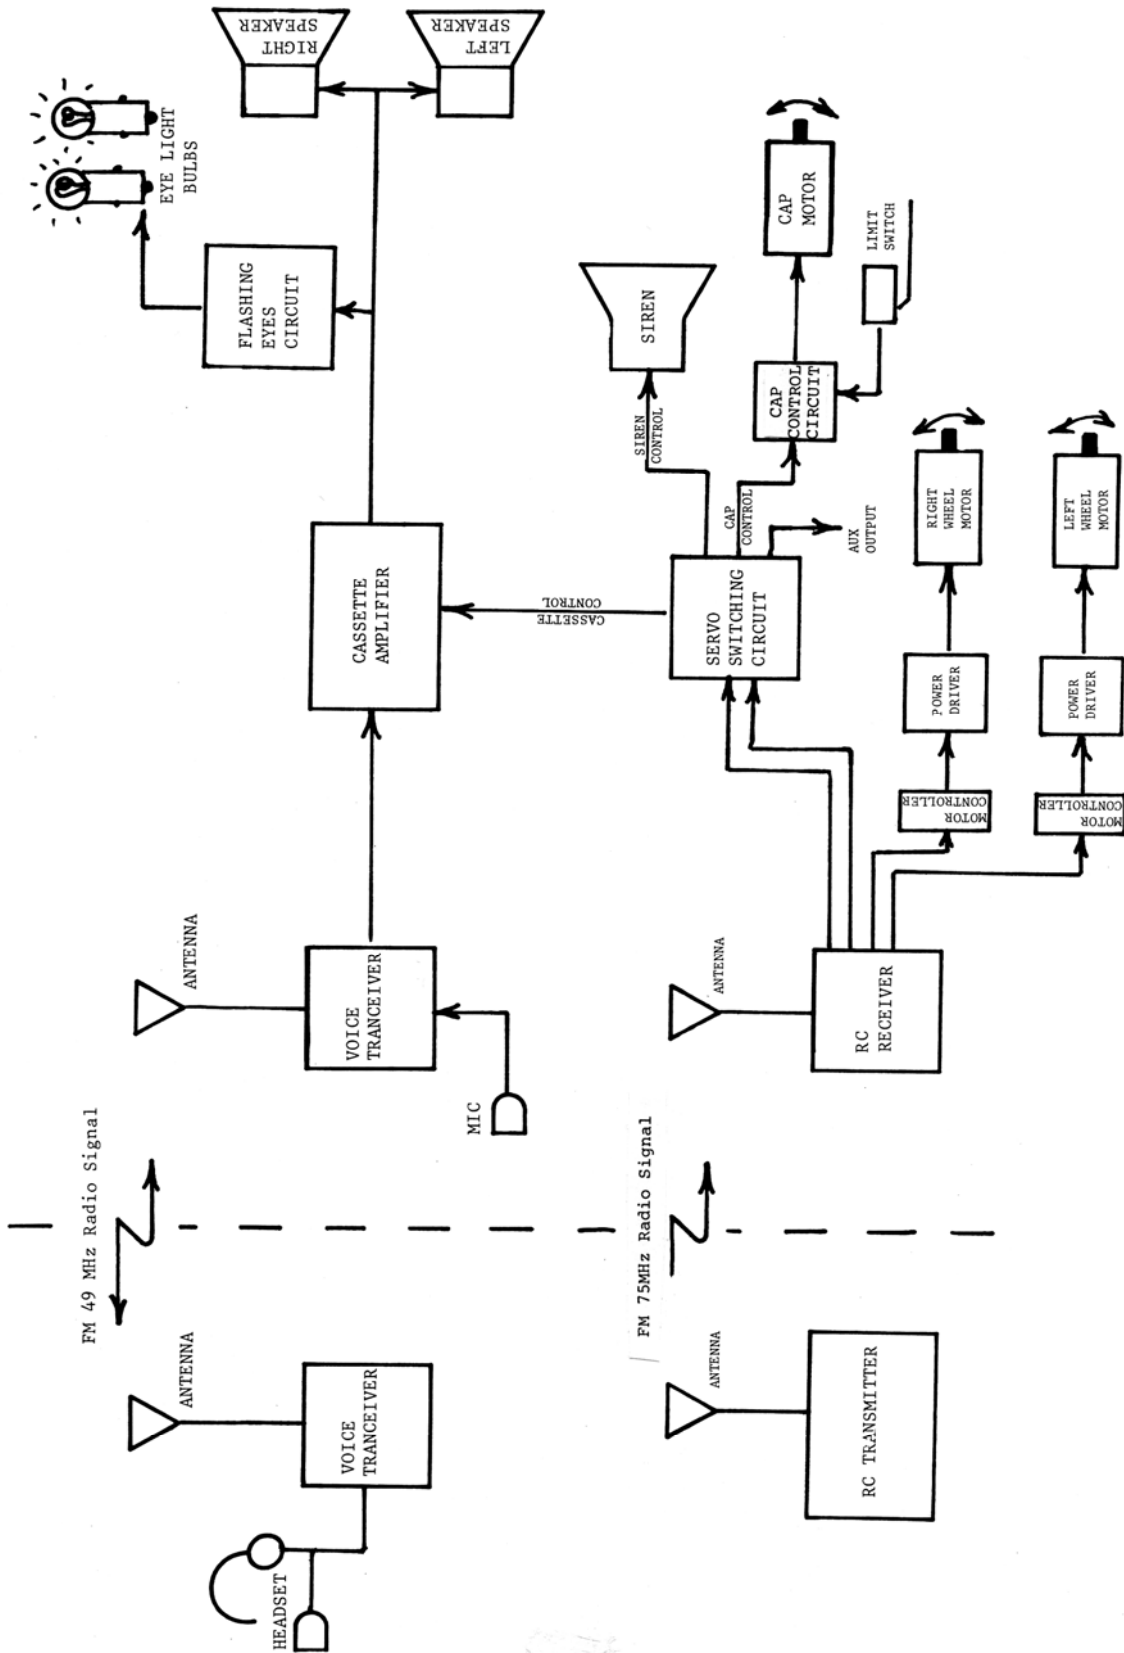 HEADSET
VOICE
TRANCEIVER
ANTENNA
FM 49 MHz Radio Signal
ANTENNA
VOICE
TRANCEIVER
MIC
CASSETTE
AMPLIFIER
FLASHING
EYES
CIRCUIT
EYE LIGHT
BULBS
RIGHT
SPEAKER
LEFT
SPEAKER
RC TRANSMITTER
ANTENNA
FM 75MHz Radio Signal
ANTENNA
RC
RECEIVER
CASSETTE
CONTROL
SERVO
SWITCHING
CIRCUIT
SIREN
CONTROL
SIREN
CAP
CONTROL
AUX
OUTPUT
CAP
CONTROL
CIRCUIT
CAP
MOTOR
LIMIT
SWITCH
MOTOR
CONTROLLER
POWER
DRIVER
RIGHT
WHEEL
MOTOR
MOTOR
CONTROLLER
POWER
DRIVER
LEFT
WHEEL
MOTOR